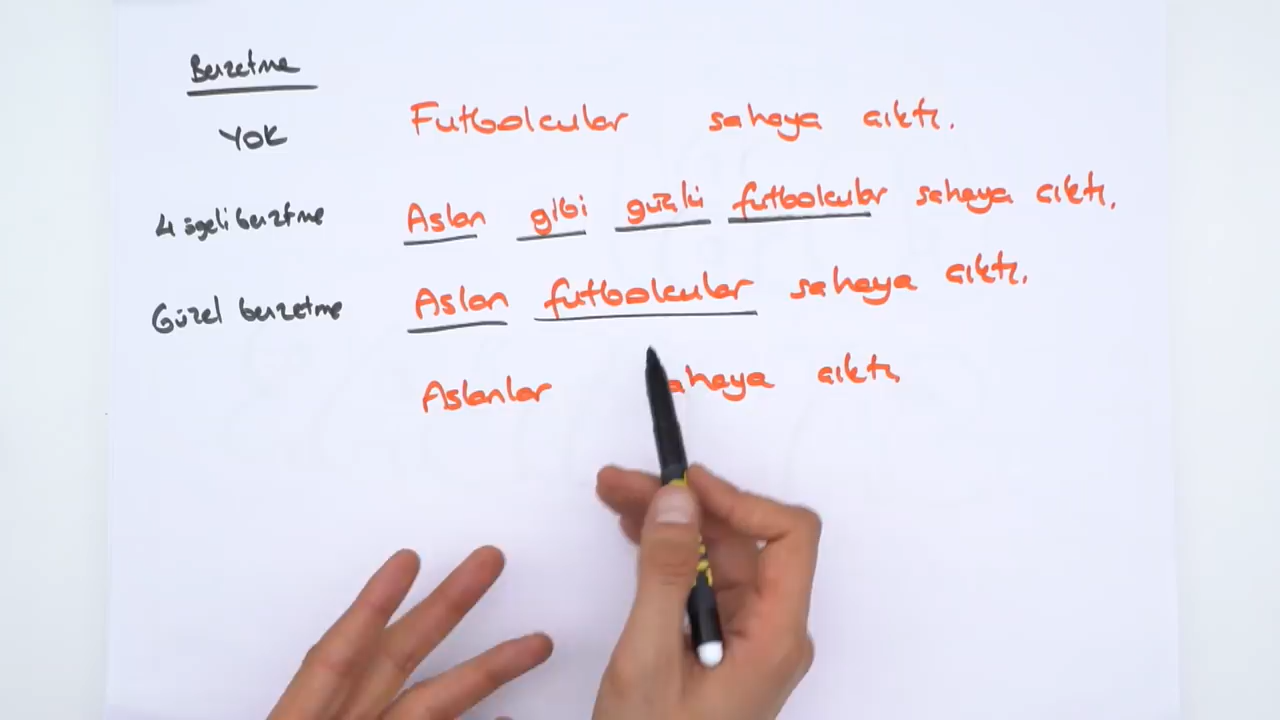 Benzetme
YOK Futbolcular sahaya çıktı.
4 ögeli benzetme Aslan gibi güçlü futbolcular sahaya çıktı.
Güzel benzetme Aslan futbolcular sahaya çıktı.
Aslanlar sahaya çıktı.